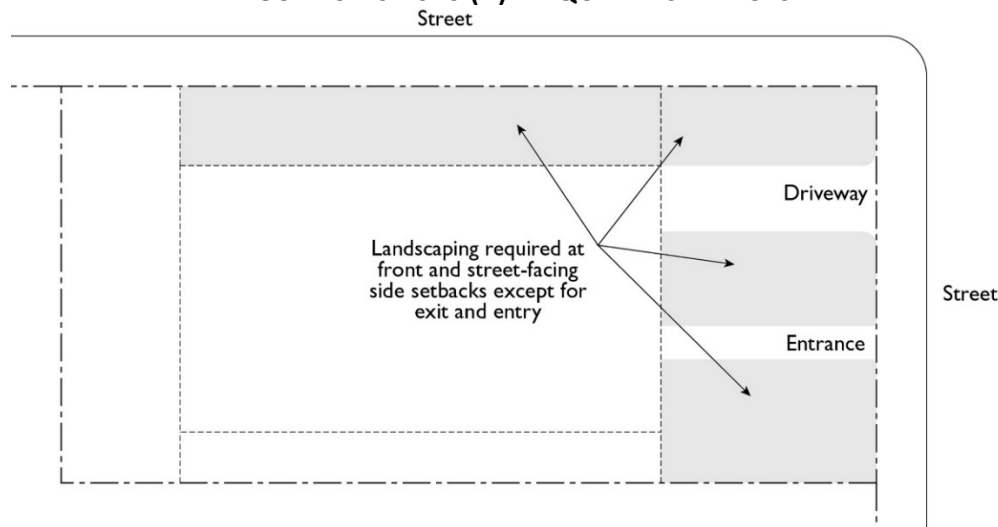 Street
Driveway
Landscaping required at
front and street-facing
side setbacks except for
exit and entry
Street
Entrance